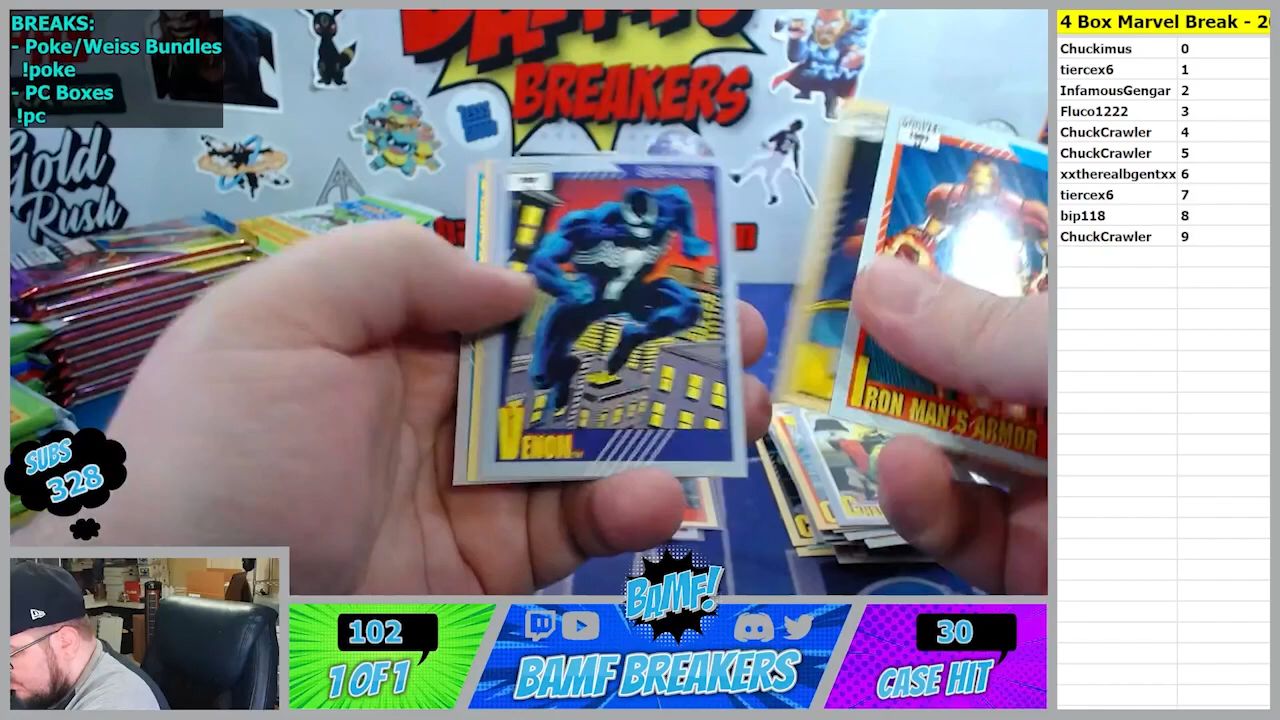 BREAKS:
- Poke/Weiss Bundles
!poke
- PC Boxes
!pc
BREAKERS
Gold
Rush
VENOM
IRON MAN'S ARMOR
SUBS
328
4 Box Marvel Break - 2
Chuckimus 0
tiercex6 1
InfamousGengar 2
Fluco1222 3
ChuckCrawler 4
ChuckCrawler 5
xxtherealbgentxx 6
tiercex6 7
bip118 8
ChuckCrawler 9
BAMF!
102
1 OF 1
BAMF BREAKERS
30
CASE HIT